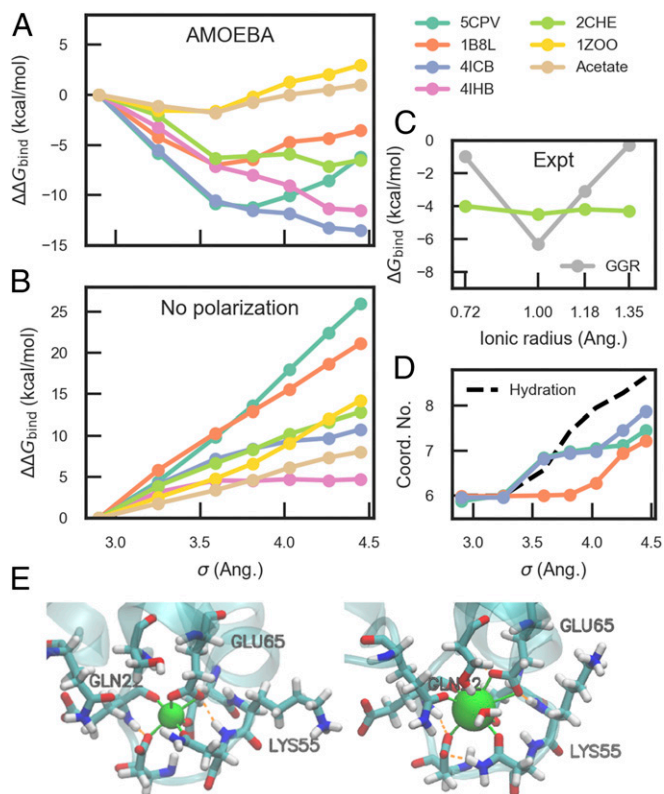 A
AMOEBA
ΔΔG_bind (kcal/mol)
5
0
−5
−10
−15
5CPV
1B8L
4ICB
4IHB
2CHE
1ZOO
Acetate
B
No polarization
ΔΔG_bind (kcal/mol)
25
20
15
10
5
0
3.0 3.5 4.0 4.5
σ (Ang.)
C
Expt
ΔG_bind (kcal/mol)
0
−2
−4
−6
−8
GGR
0.72 1.00 1.18 1.35
Ionic radius (Ang.)
D
Hydration
Coord. No.
8
7
6
3.0 3.5 4.0 4.5
σ (Ang.)
E
GLU65
GLN22
LYS55
GLU65
LYS55